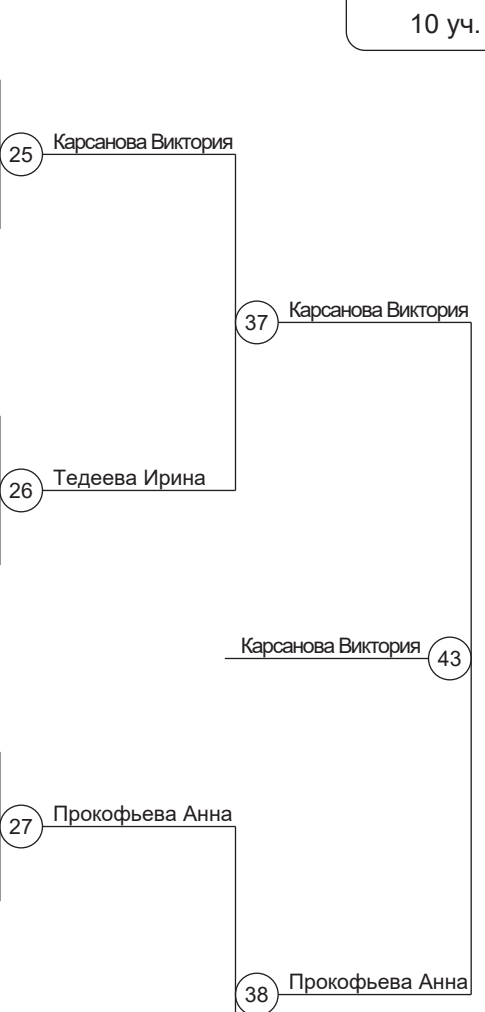 10 уч.
25 Карсанова Виктория
37 Карсанова Виктория
26 Тедеева Ирина
Карсанова Виктория 43
27 Прокофьева Анна
38 Прокофьева Анна